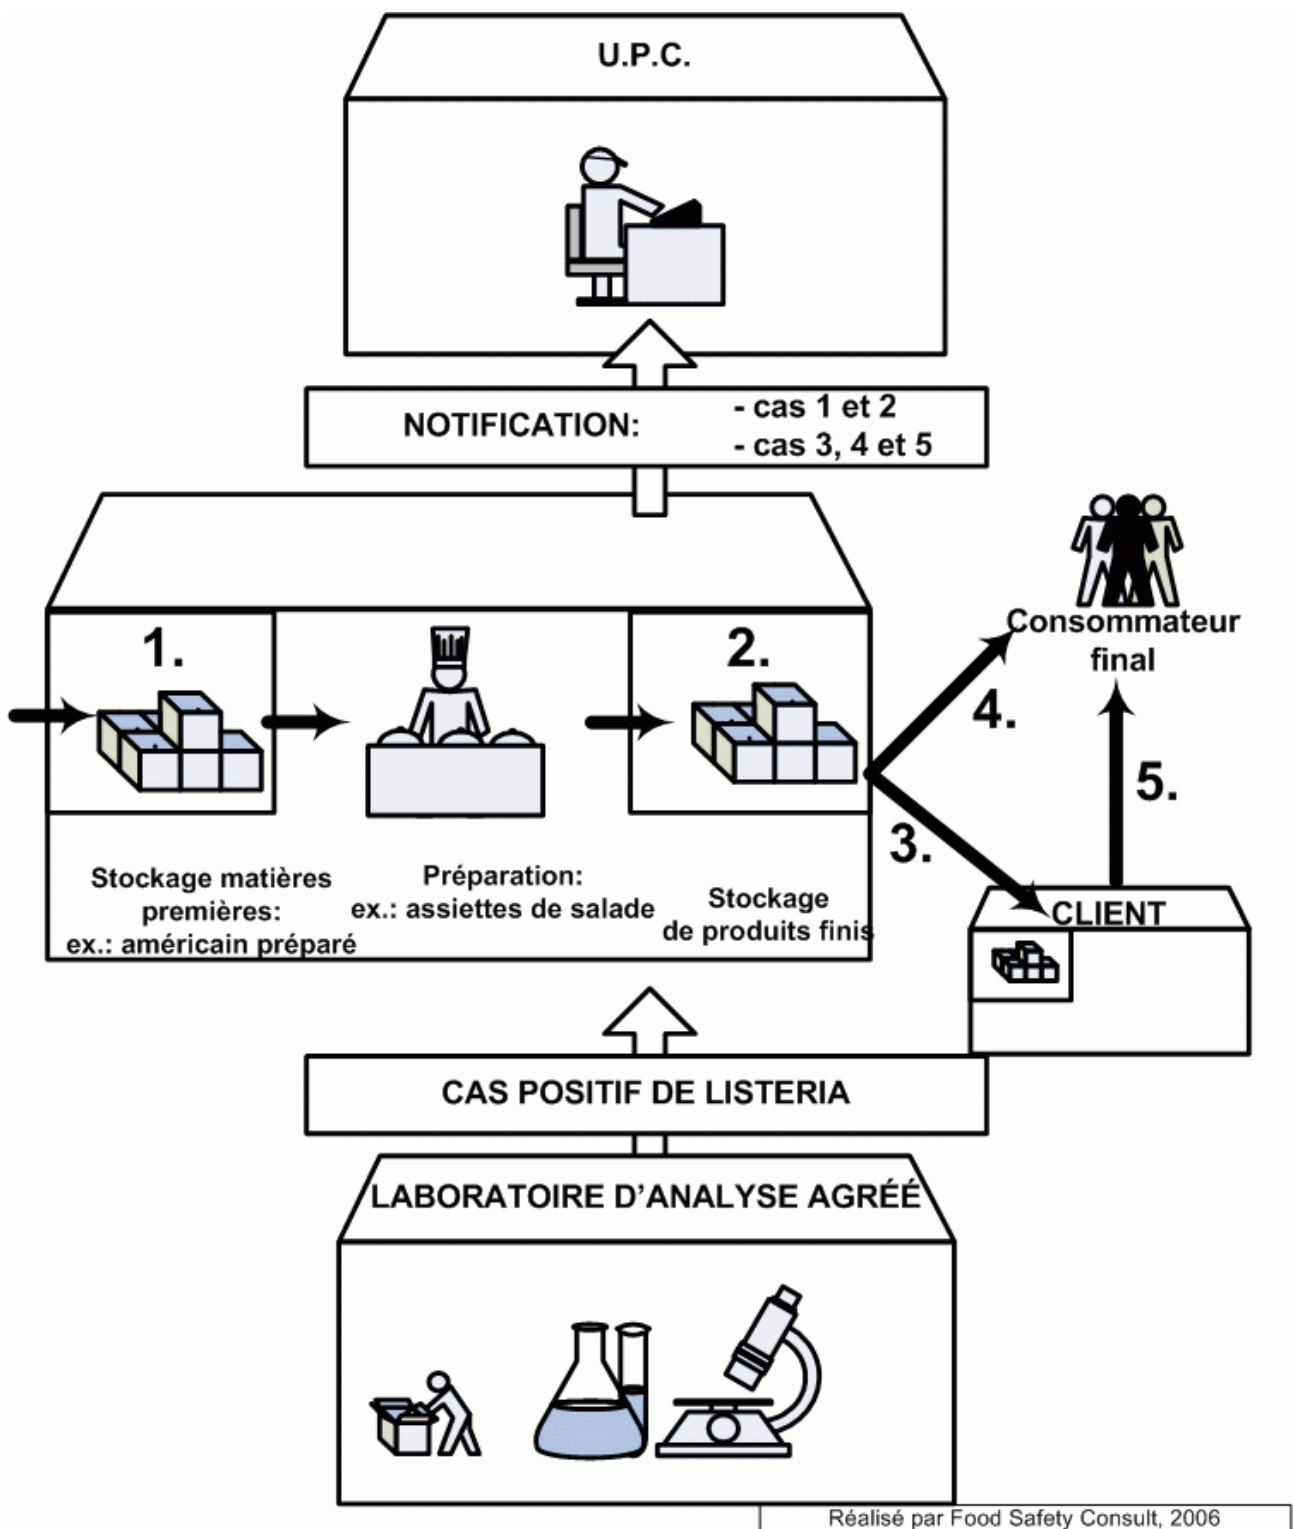 U.P.C.
NOTIFICATION:
- cas 1 et 2
- cas 3, 4 et 5
1.
2.
Consommateur
final
4.
5.
3.
Stockage matières
premières:
ex.: américain préparé
Préparation:
ex.: assiettes de salade
Stockage
de produits finis
CLIENT
CAS POSITIF DE LISTERIA
LABORATOIRE D'ANALYSE AGRÉÉ
Réalisé par Food Safety Consult, 2006